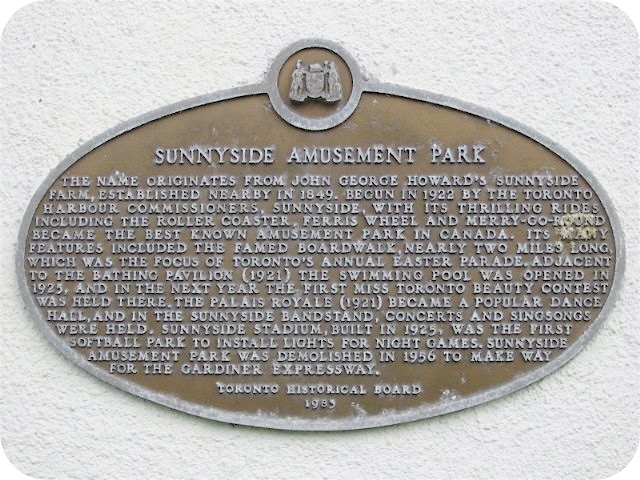 SUNNYSIDE AMUSEMENT PARK
THE NAME ORIGINATES FROM JOHN GEORGE HOWARD'S SUNNYSIDE
FARM, ESTABLISHED NEARBY IN 1849. BEGUN IN 1922 BY THE TORONTO
HARBOUR COMMISSIONERS, SUNNYSIDE, WITH ITS THRILLING RIDES
INCLUDING THE ROLLER COASTER, FERRIS WHEEL AND MERRY-GO-ROUND
BECAME THE BEST KNOWN AMUSEMENT PARK IN CANADA. ITS
FEATURES INCLUDED THE FAMED BOARDWALK, NEARLY TWO MILES LONG,
WHICH WAS THE FOCUS OF TORONTO'S ANNUAL EASTER PARADE. ADJACENT
TO THE BATHING PAVILION (1921) THE SWIMMING POOL WAS OPENED IN
1925, AND IN THE NEXT YEAR THE FIRST MISS TORONTO BEAUTY CONTEST
WAS HELD THERE. THE PALAIS ROYALE (1921) BECAME A POPULAR DANCE
HALL, AND IN THE SUNNYSIDE BANDSTAND, CONCERTS AND SINGSONGS
WERE HELD. SUNNYSIDE STADIUM, BUILT IN 1925, WAS THE FIRST
SOFTBALL PARK TO INSTALL LIGHTS FOR NIGHT GAMES. SUNNYSIDE
AMUSEMENT PARK WAS DEMOLISHED IN 1956 TO MAKE WAY
FOR THE GARDINER EXPRESSWAY.
TORONTO HISTORICAL BOARD
1983